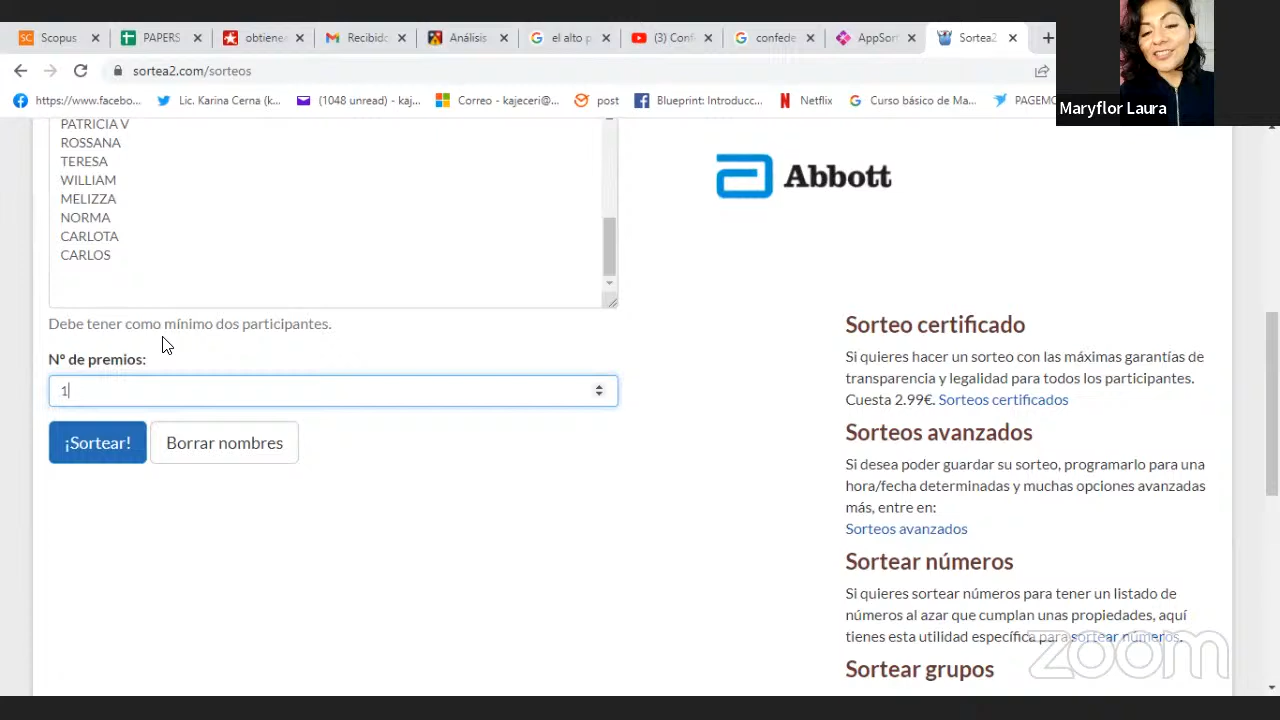 Scopus
PAPERS
obtiene
Recibido
Análisis
el alto p
(3) Conf
confede
AppSort
Sortea2
sortea2.com/sorteos
https://www.facebo...
Lic. Karina Cerna (k...
(1048 unread) - kaj...
Correo - kajeceri@...
post
Blueprint: Introducc...
Netflix
Curso básico de Ma...
PAGEMO
Maryflor Laura
PATRICIA V
ROSSANA
TERESA
WILLIAM
MELIZZA
NORMA
CARLOTA
CARLOS
Debe tener como mínimo dos participantes.
Nº de premios:
1
¡Sortear!
Borrar nombres
Abbott
Sorteo certificado
Si quieres hacer un sorteo con las máximas garantías de
transparencia y legalidad para todos los participantes.
Cuesta 2.99€. Sorteos certificados
Sorteos avanzados
Si desea poder guardar su sorteo, programarlo para una
hora/fecha determinadas y muchas opciones avanzadas
más, entre en:
Sorteos avanzados
Sortear números
Si quieres sortear números para tener un listado de
números al azar que cumplan unas propiedades, aquí
tienes esta utilidad específica para sortear números.
Sortear grupos
zoom